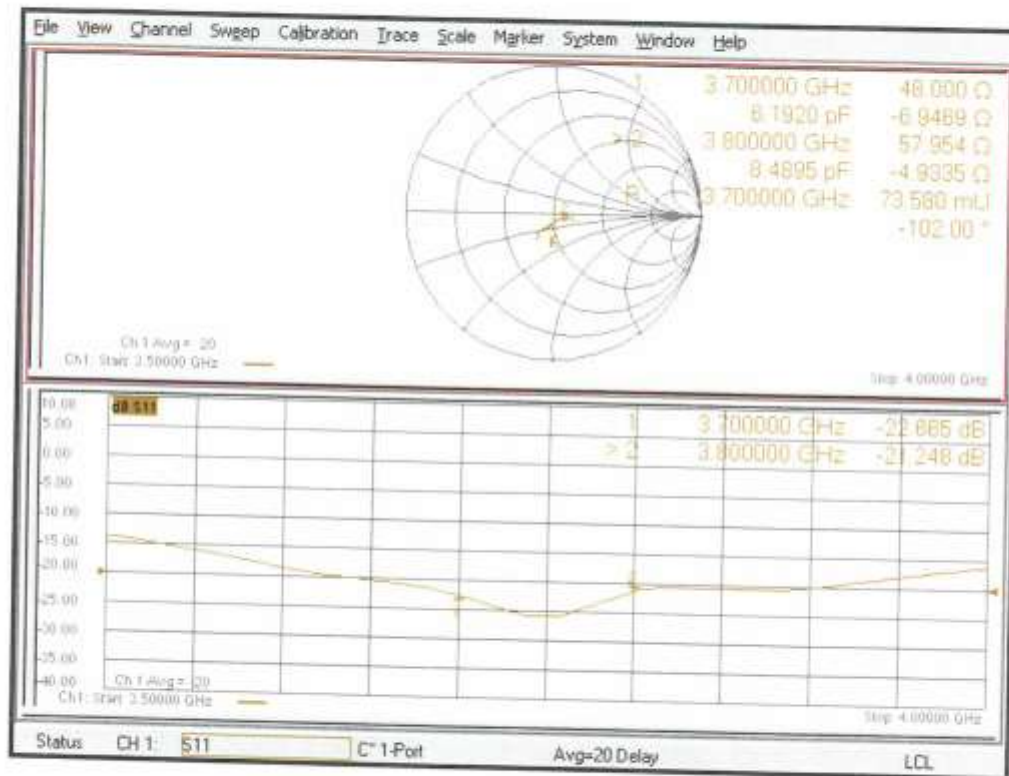 File View Channel Sweep Calibration Trace Scale Marker System Window Help
1 3.700000 GHz 48.000 Ω
6.1920 pF -6.9469 Ω
> 2 3.800000 GHz 57.954 Ω
8.4895 pF -4.9335 Ω
3.700000 GHz 73.580 mU
-102.00 °
Ch 1 Avg = 20
Ch1: Start 3.50000 GHz
Stop 4.00000 GHz
10.00
dB S11
5.00
1 3.700000 GHz -22.665 dB
> 2 3.800000 GHz -21.248 dB
0.00
-5.00
-10.00
-15.00
-20.00
-25.00
-30.00
-35.00
-40.00
Ch 1 Avg = 20
Ch1: Start 3.50000 GHz
Stop 4.00000 GHz
Status CH 1: S11 C* 1-Port Avg=20 Delay LCL